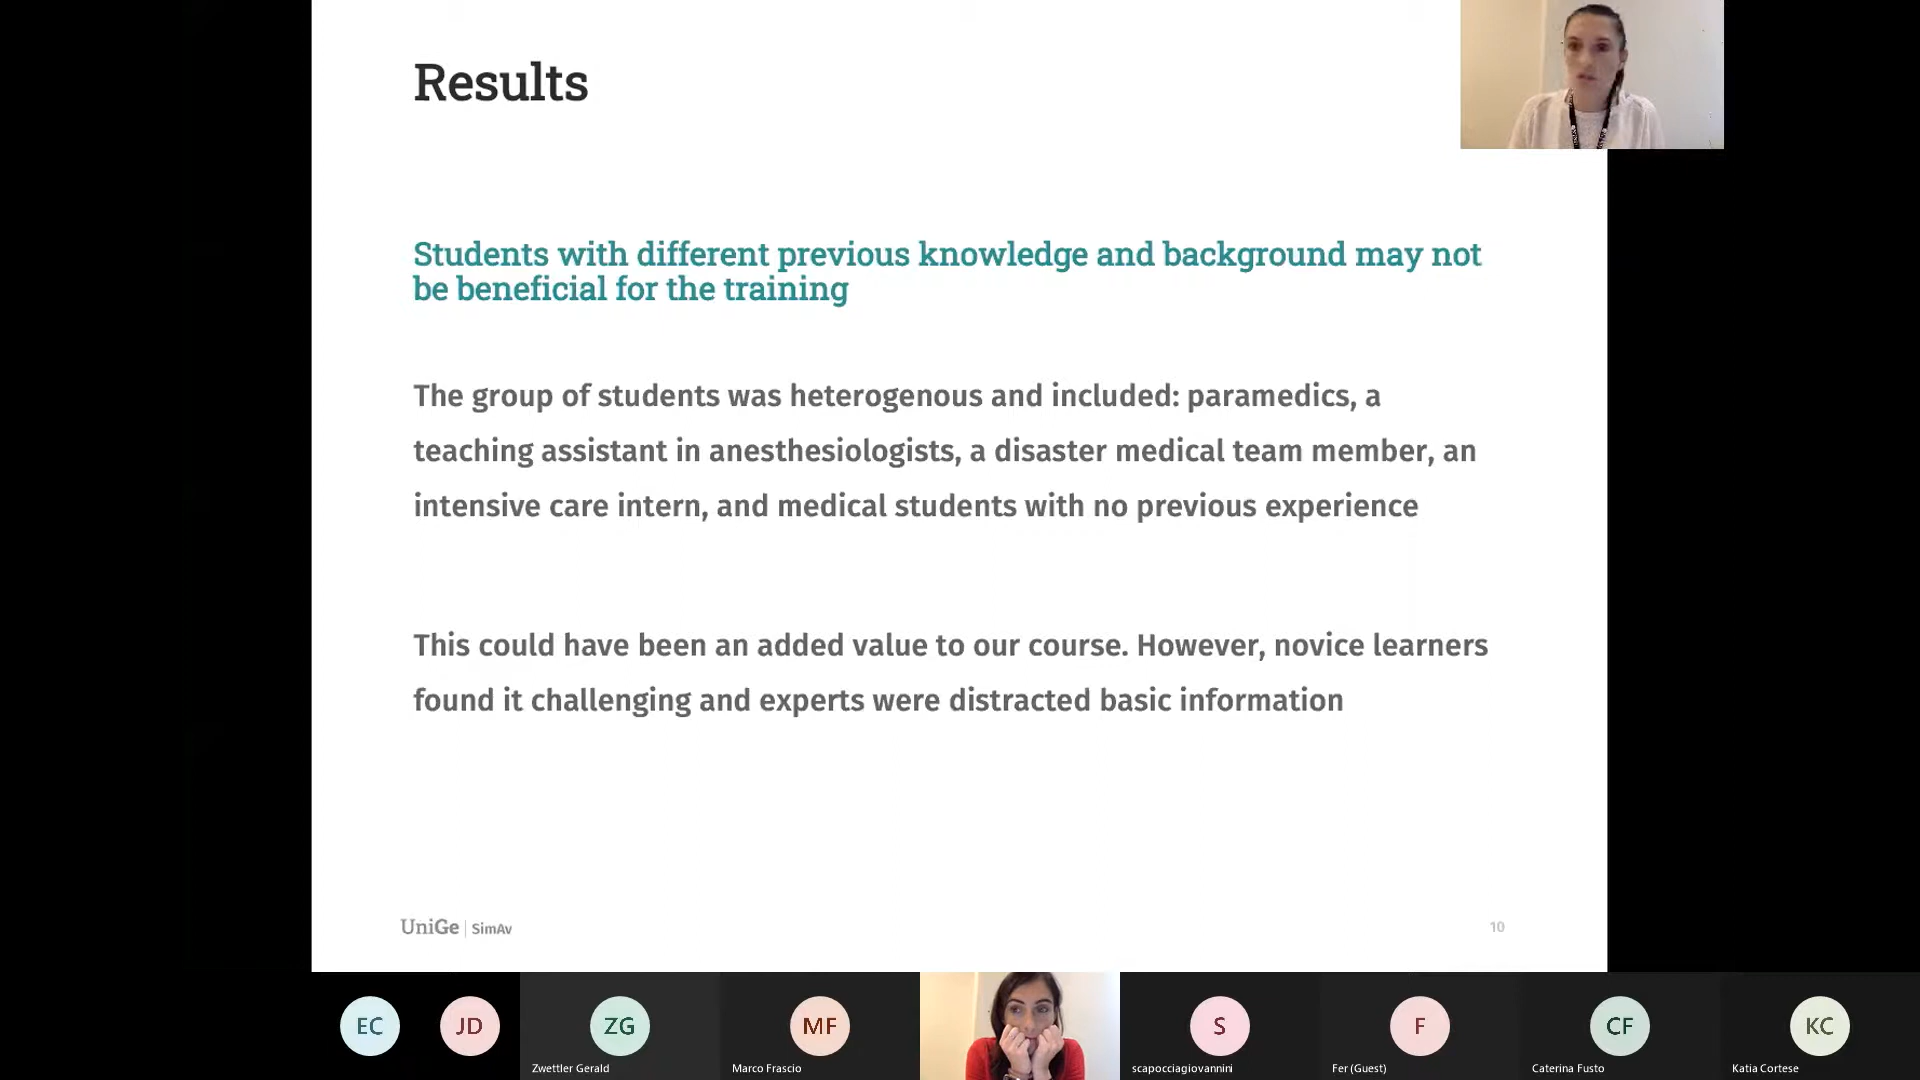 Results
Students with different previous knowledge and background may not
be beneficial for the training
The group of students was heterogenous and included: paramedics, a
teaching assistant in anesthesiologists, a disaster medical team member, an
intensive care intern, and medical students with no previous experience
This could have been an added value to our course. However, novice learners
found it challenging and experts were distracted basic information
UniGe | SimAv
10
EC
JD
ZG
MF
S
F
CF
KC
Zwettler Gerald
Marco Frascio
scapocciagiovannini
Fer (Guest)
Caterina Fusto
Katia Cortese